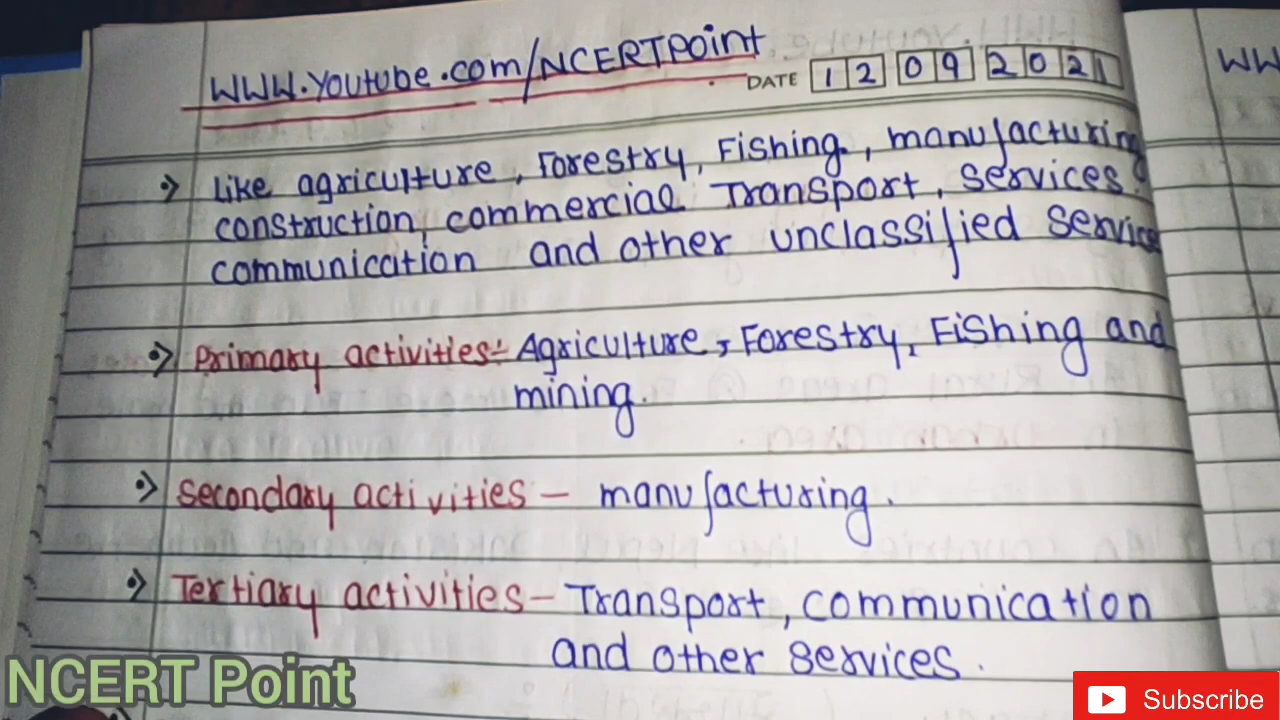 WWW.Youtube.com/NCERTPoint
DATE 12 09 2021
WW
•) Like agriculture, Forestry, Fishing, manufacturing
construction, commercial Transport, services.
communication and other unclassified service
•) Primary activities:- Agriculture, Forestry, Fishing and
mining.
•) Secondary activities - manufacturing.
•) Tertiary activities - Transport, communication
and other services.
NCERT Point
Subscribe